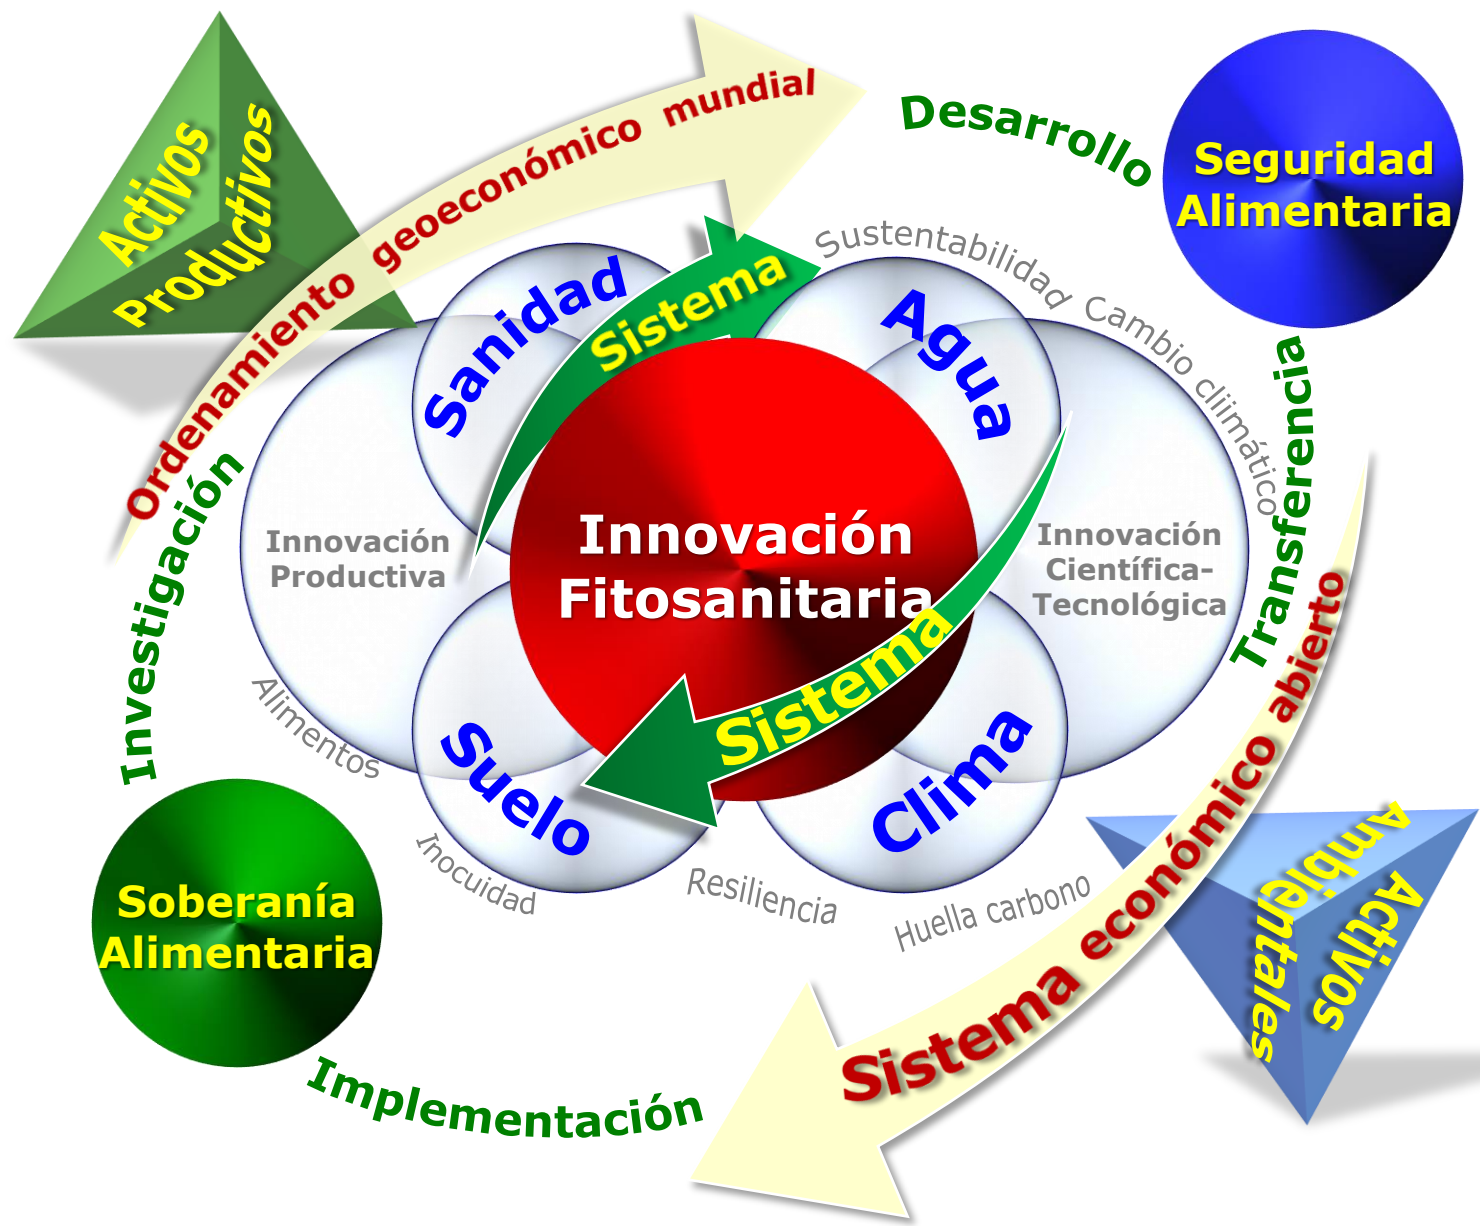 Activos
Productivos
Ordenamiento geoeconómico mundial
Desarrollo
Seguridad
Alimentaria
Sustentabilidad
Cambio cliimático
Sanidad
Sistema
Agua
Transferencia
Investigación
Innovación
Productiva
Innovación
Fitosanitaria
Innovación
Científica-
Tecnológica
Sistema
Suelo
Clima
Alimentos
Inocuidad
Resiliencia
Huella carbono
Sistema económico abierto
Activos
Ambientales
Soberanía
Alimentaria
Implementación